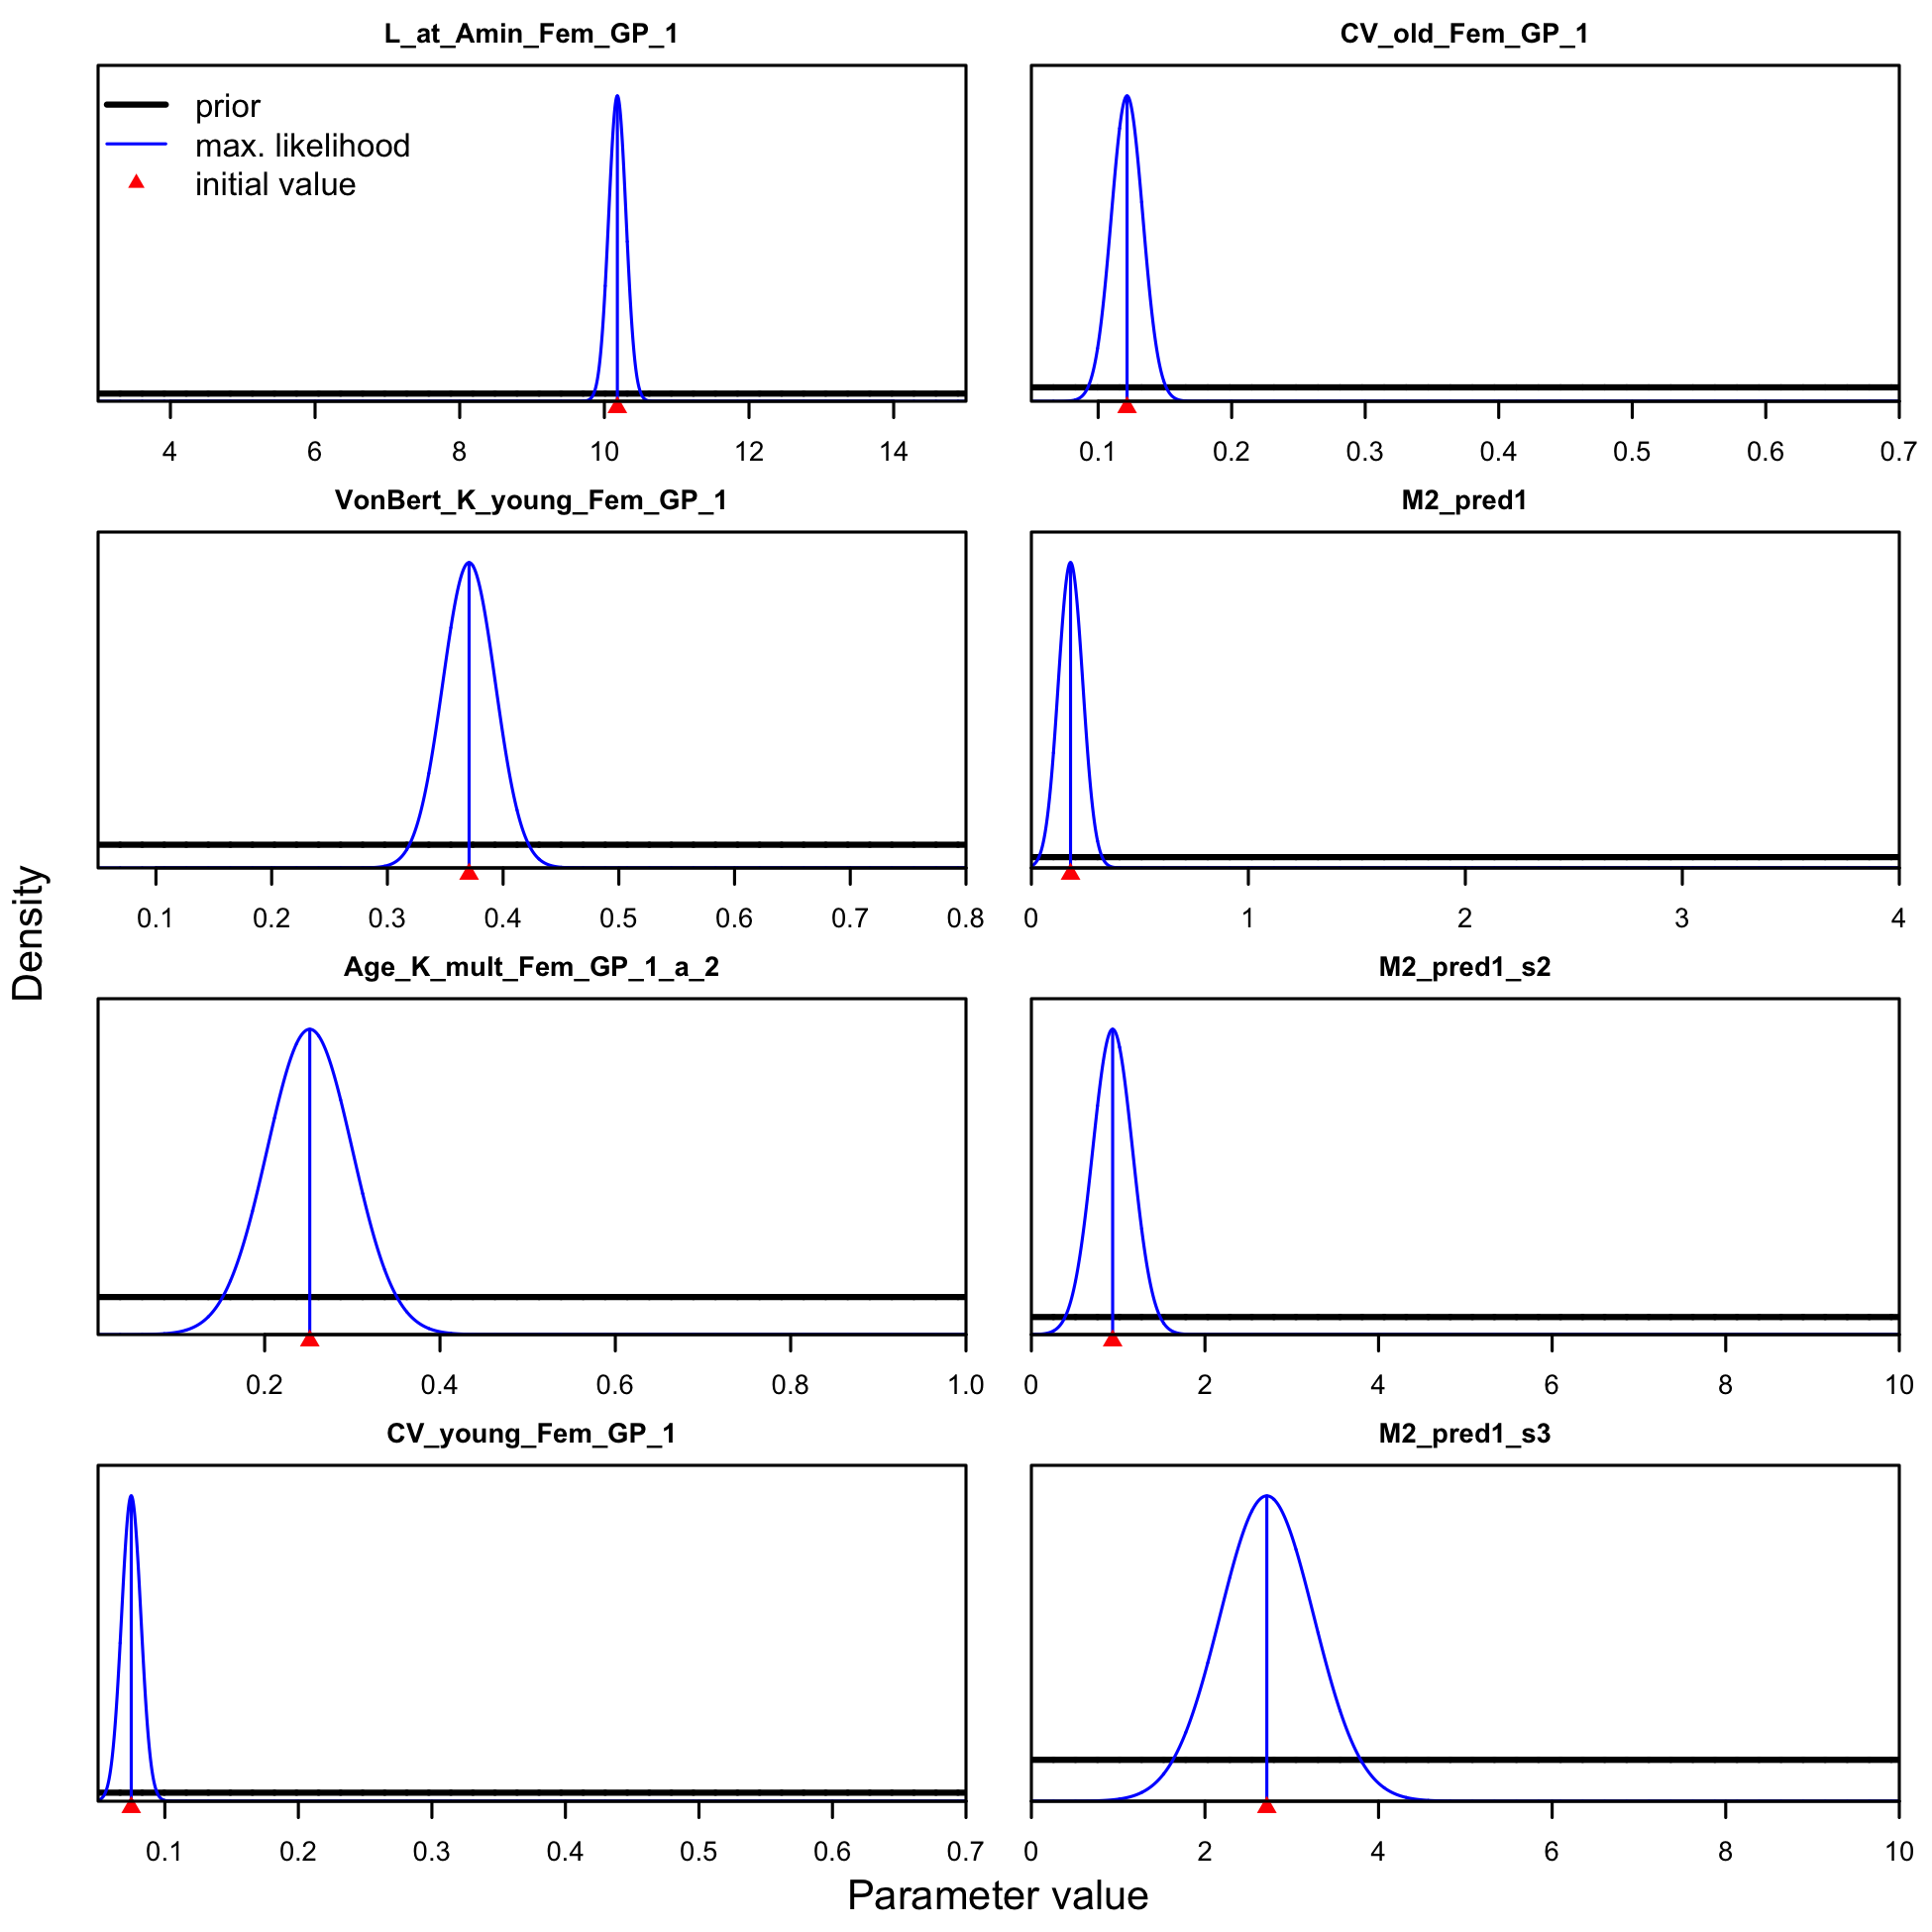 L_at_Amin_Fem_GP_1
prior
max. likelihood
initial value
4 6 8 10 12 14
CV_old_Fem_GP_1
0.1 0.2 0.3 0.4 0.5 0.6 0.7
VonBert_K_young_Fem_GP_1
0.1 0.2 0.3 0.4 0.5 0.6 0.7 0.8
M2_pred1
0 1 2 3 4
Age_K_mult_Fem_GP_1_a_2
0.2 0.4 0.6 0.8 1.0
M2_pred1_s2
0 2 4 6 8 10
CV_young_Fem_GP_1
0.1 0.2 0.3 0.4 0.5 0.6 0.7
M2_pred1_s3
0 2 4 6 8 10
Density
Parameter value